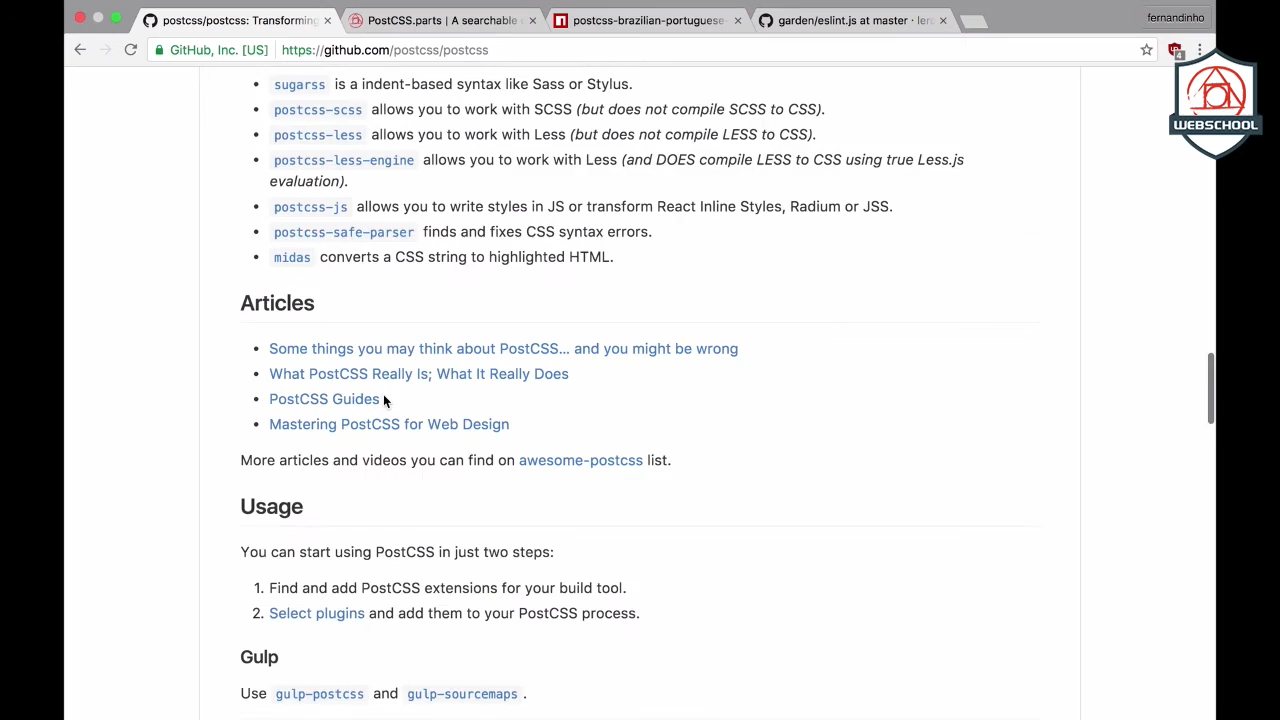 postcss/postcss: Transforming
PostCSS.parts | A searchable
postcss-brazilian-portuguese-
garden/eslint.js at master · ler
fernandinho
GitHub, Inc. [US]
https://github.com/postcss/postcss
4
WEBSCHOOL
• sugarss is a indent-based syntax like Sass or Stylus.
• postcss-scss allows you to work with SCSS (but does not compile SCSS to CSS).
• postcss-less allows you to work with Less (but does not compile LESS to CSS).
• postcss-less-engine allows you to work with Less (and DOES compile LESS to CSS using true Less.js
evaluation).
• postcss-js allows you to write styles in JS or transform React Inline Styles, Radium or JSS.
• postcss-safe-parser finds and fixes CSS syntax errors.
• midas converts a CSS string to highlighted HTML.
Articles
• Some things you may think about PostCSS... and you might be wrong
• What PostCSS Really Is; What It Really Does
• PostCSS Guides
• Mastering PostCSS for Web Design
More articles and videos you can find on awesome-postcss list.
Usage
You can start using PostCSS in just two steps:
1. Find and add PostCSS extensions for your build tool.
2. Select plugins and add them to your PostCSS process.
Gulp
Use gulp-postcss and gulp-sourcemaps .